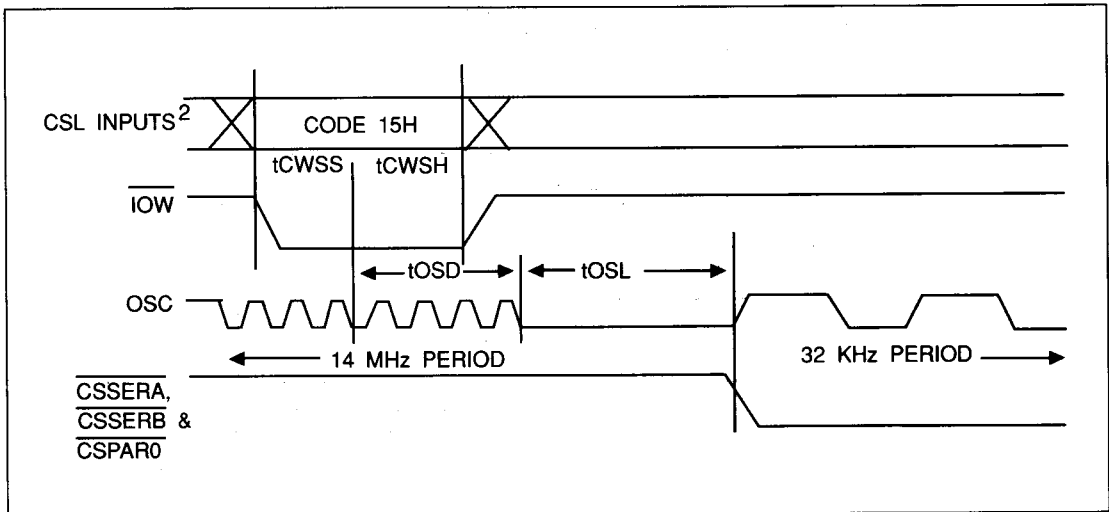 CSL INPUTS2
CODE 15H
tCWSS tCWSH
IOW
tOSD tOSL
OSC
14 MHz PERIOD 32 KHz PERIOD
CSSERA,
CSSERB &
CSPAR0